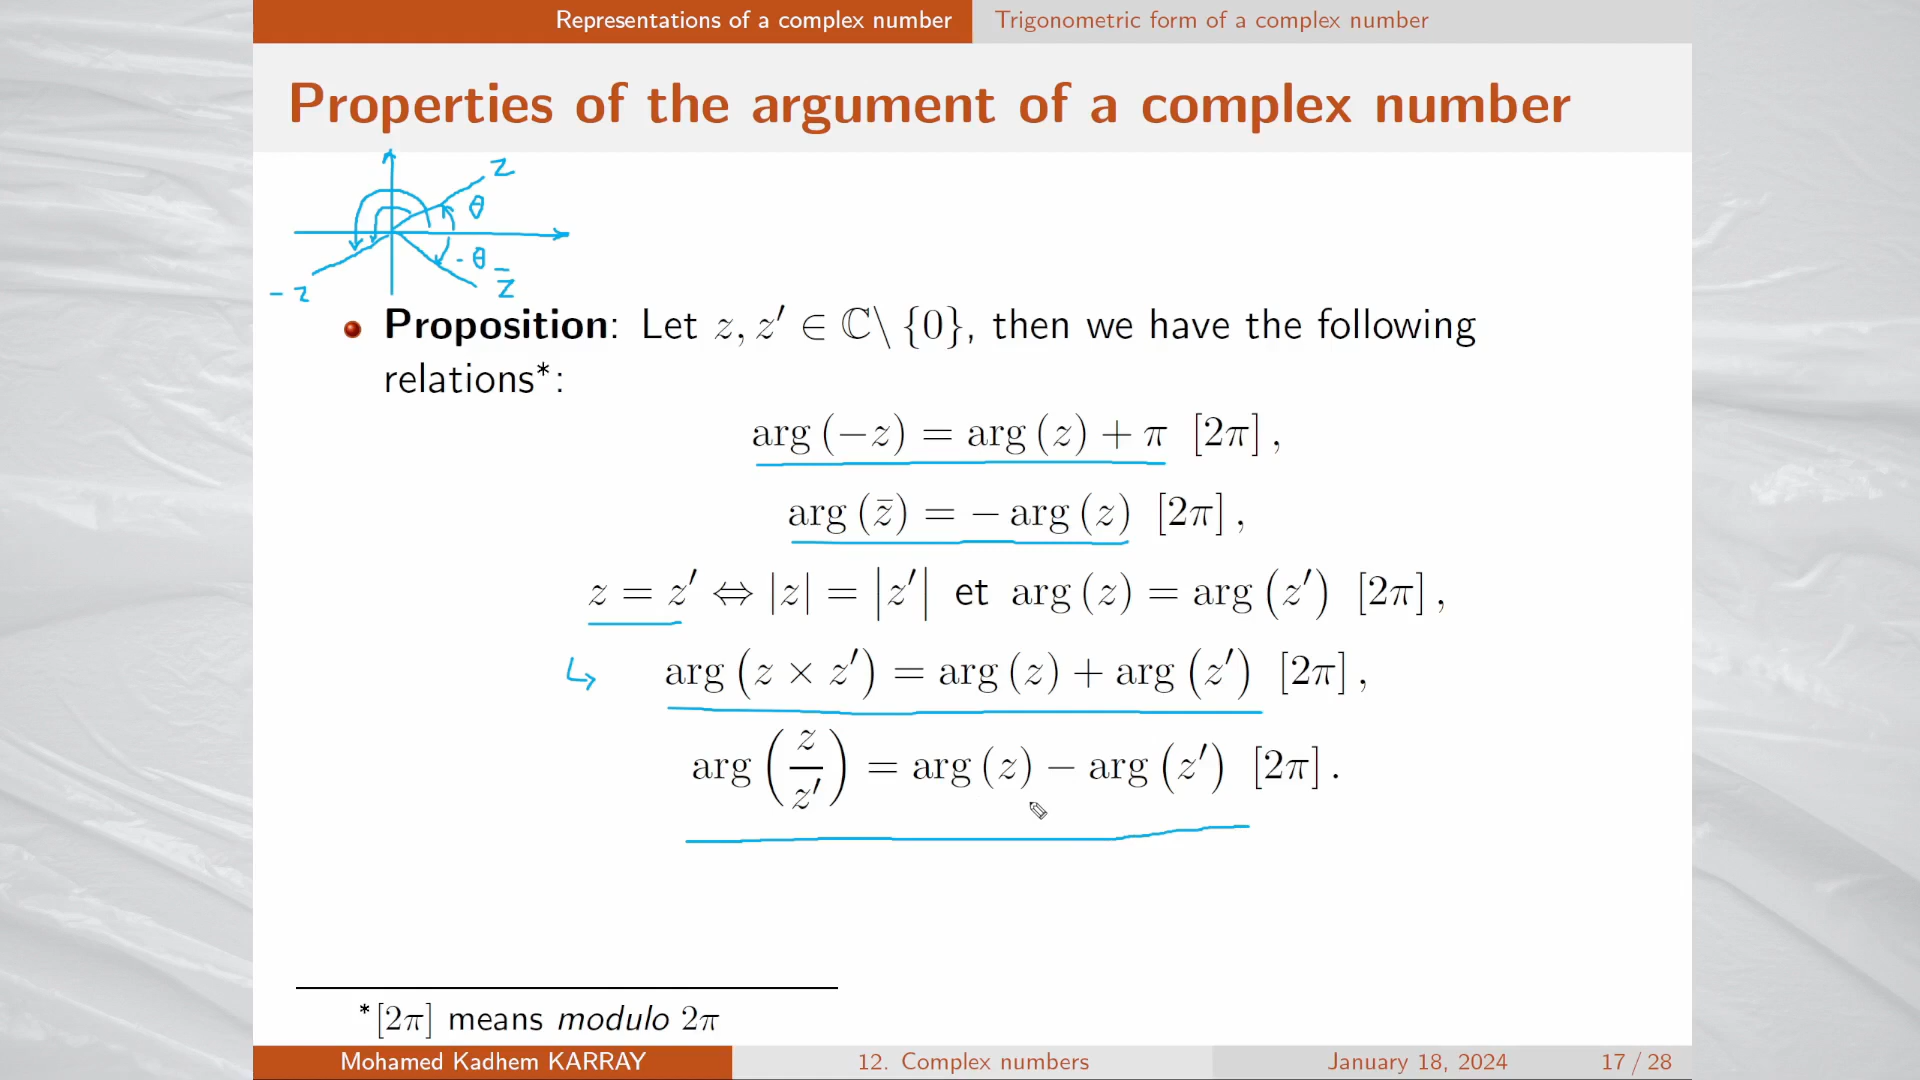 Representations of a complex number Trigonometric form of a complex number
Properties of the argument of a complex number
z
θ
-θ
z̄
-z
Proposition: Let z, z′ ∈ ℂ\ {0}, then we have the following
relations*:
arg (−z) = arg (z) + π [2π] ,
arg (z̄) = − arg (z) [2π] ,
z = z′ ⇔ |z| = |z′| et arg (z) = arg (z′) [2π] ,
↳ arg (z × z′) = arg (z) + arg (z′) [2π] ,
arg (z/z′) = arg (z) − arg (z′) [2π] .
*[2π] means modulo 2π
Mohamed Kadhem KARRAY 12. Complex numbers January 18, 2024 17 / 28